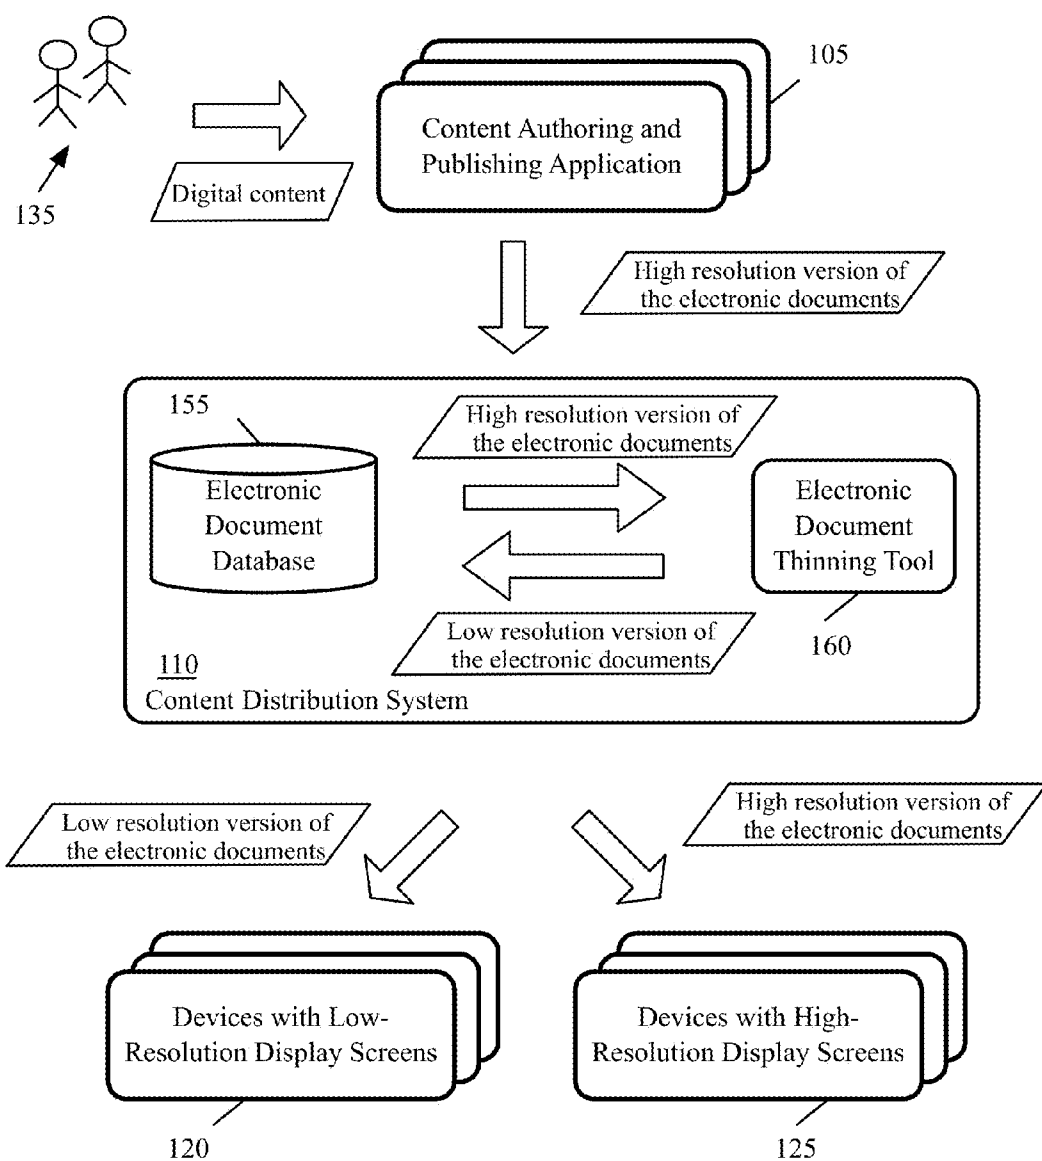 105
Content Authoring and
Publishing Application
Digital content
135
High resolution version of
the electronic documents
155
High resolution version of
the electronic documents
Electronic
Document
Database
Electronic
Document
Thinning Tool
Low resolution version of
the electronic documents
160
110
Content Distribution System
Low resolution version of
the electronic documents
High resolution version of
the electronic documents
Devices with Low-
Resolution Display Screens
Devices with High-
Resolution Display Screens
120
125